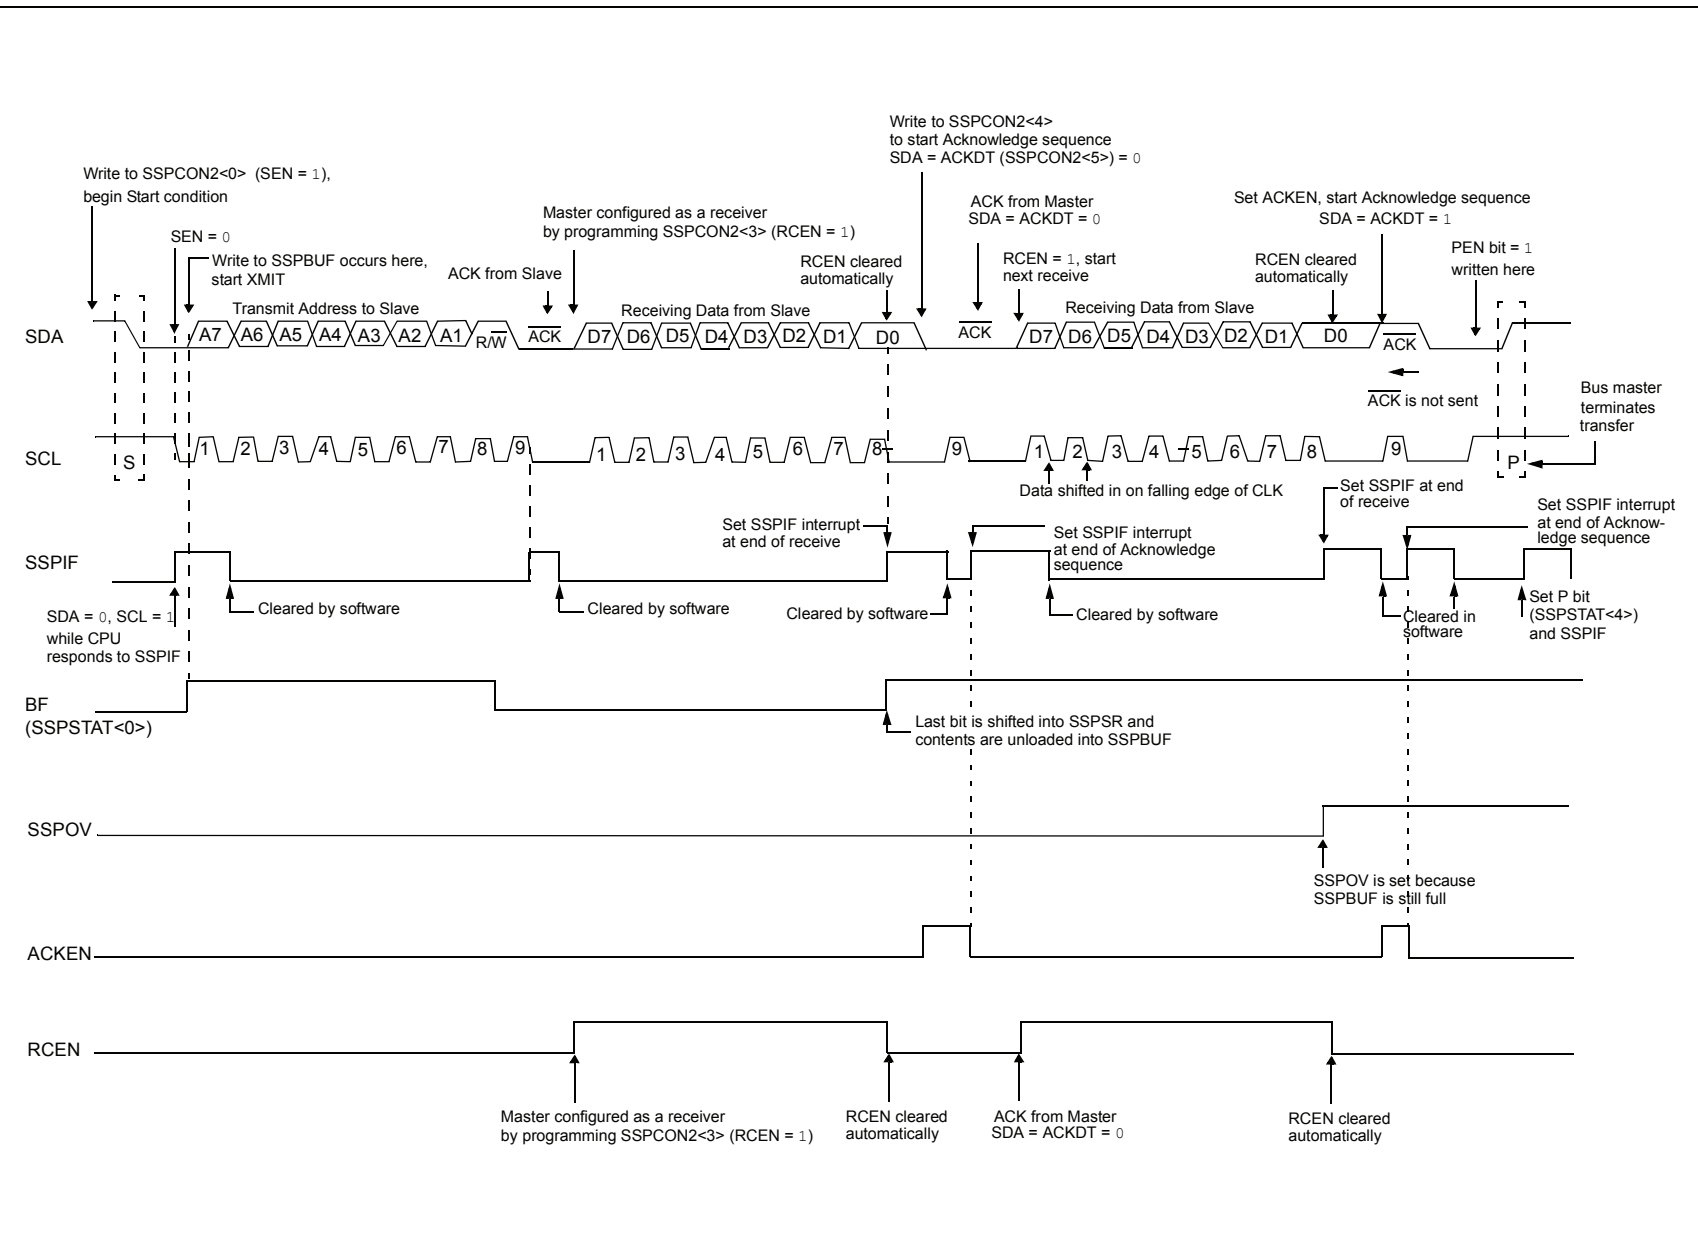 Write to SSPCON2<4>
to start Acknowledge sequence
SDA = ACKDT (SSPCON2<5>) = 0
Write to SSPCON2<0> (SEN = 1),
begin Start condition
Set ACKEN, start Acknowledge sequence
SDA = ACKDT = 1
ACK from Master
SDA = ACKDT = 0
Master configured as a receiver
by programming SSPCON2<3> (RCEN = 1)
SEN = 0
PEN bit = 1
written here
Write to SSPBUF occurs here,
start XMIT
ACK from Slave
RCEN cleared
automatically
RCEN = 1, start
next receive
RCEN cleared
automatically
Transmit Address to Slave
Receiving Data from Slave
Receiving Data from Slave
SDA A7 A6 A5 A4 A3 A2 A1 R/W ACK D7 D6 D5 D4 D3 D2 D1 D0 ACK D7 D6 D5 D4 D3 D2 D1 D0 ACK
ACK is not sent
Bus master
terminates
transfer
SCL S 1 2 3 4 5 6 7 8 9 1 2 3 4 5 6 7 8 9 1 2 3 4 5 6 7 8 9 P
Data shifted in on falling edge of CLK
Set SSPIF at end
of receive
Set SSPIF interrupt
at end of receive
Set SSPIF interrupt
at end of Acknowledge
sequence
Set SSPIF interrupt
at end of Acknow-
ledge sequence
SSPIF
SDA = 0, SCL = 1
while CPU
responds to SSPIF
Cleared by software
Cleared by software
Cleared by software
Cleared by software
Cleared in
software
Set P bit
(SSPSTAT<4>)
and SSPIF
BF
(SSPSTAT<0>)
Last bit is shifted into SSPSR and
contents are unloaded into SSPBUF
SSPOV
SSPOV is set because
SSPBUF is still full
ACKEN
RCEN
Master configured as a receiver
by programming SSPCON2<3> (RCEN = 1)
RCEN cleared
automatically
ACK from Master
SDA = ACKDT = 0
RCEN cleared
automatically